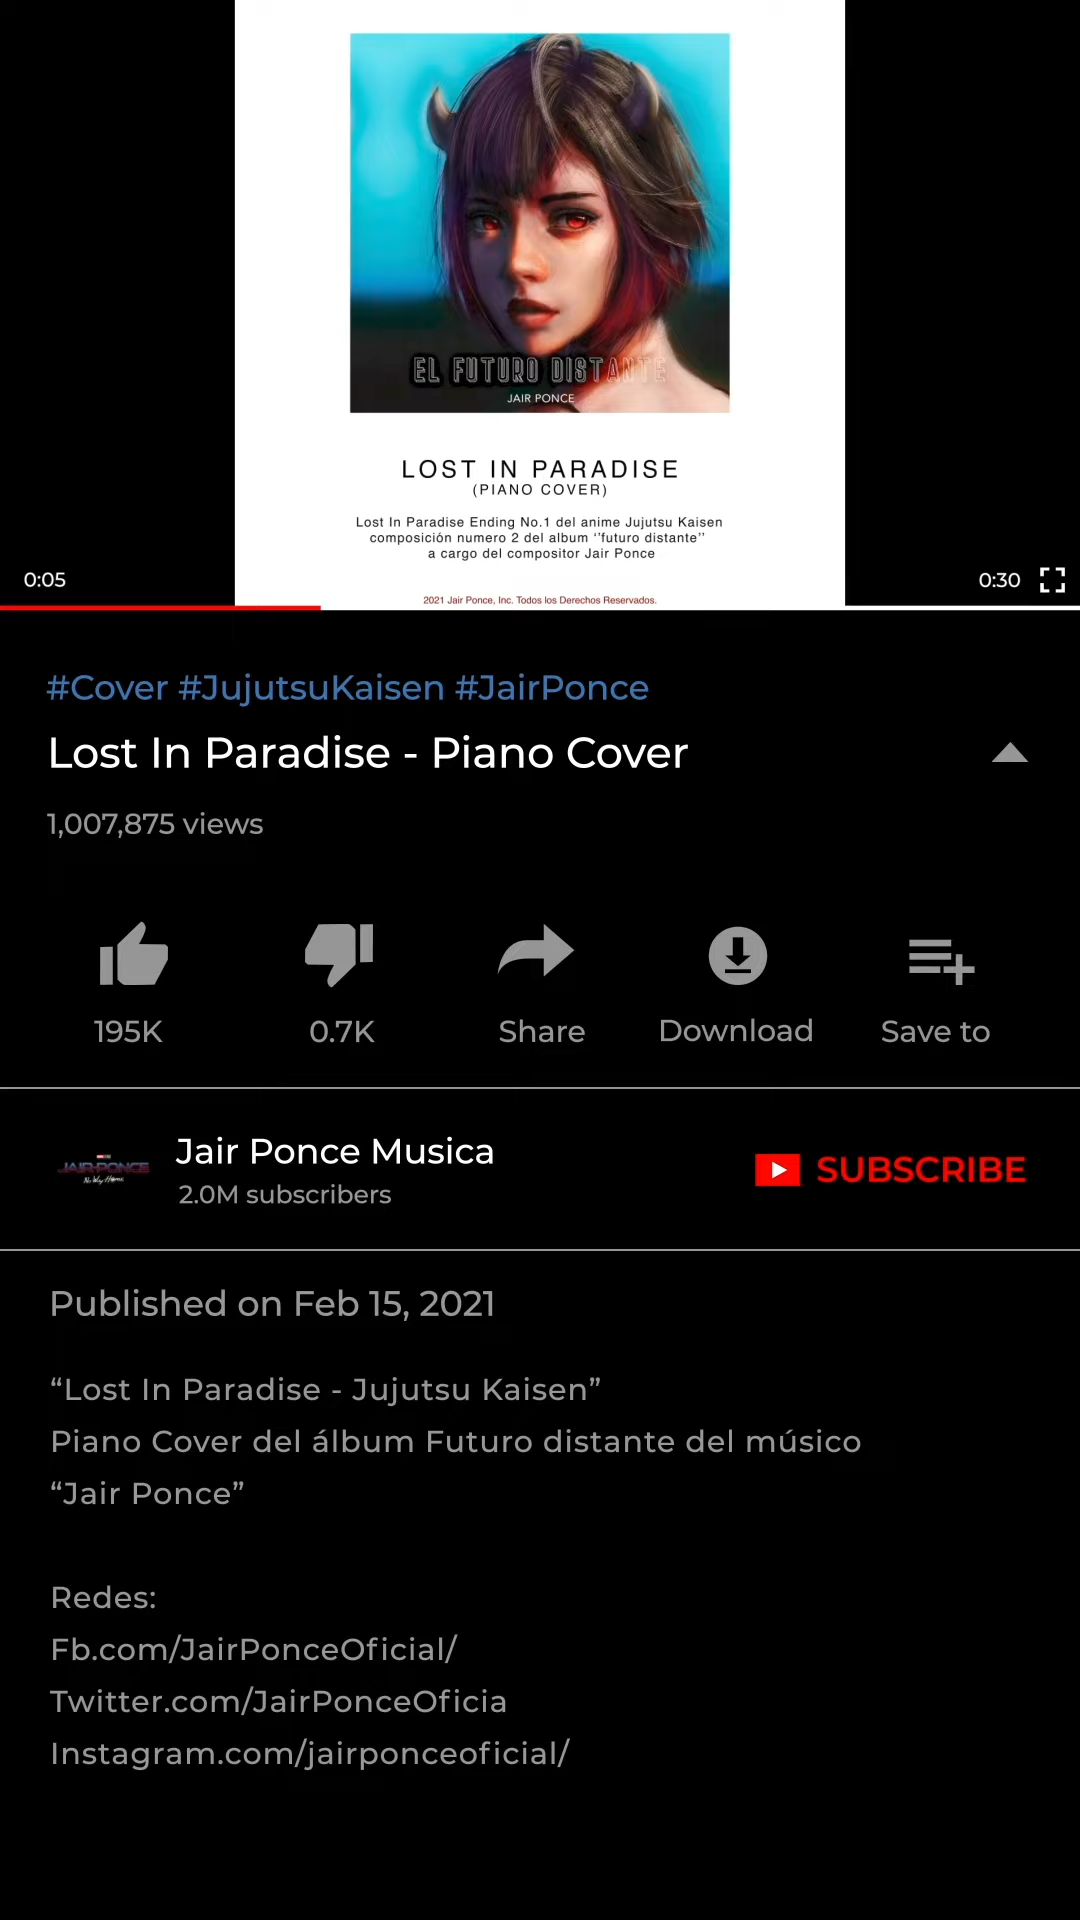 EL FUTURO DISTANTE
JAIR PONCE
LOST IN PARADISE
(PIANO COVER)
Lost In Paradise Ending No.1 del anime Jujutsu Kaisen
composición numero 2 del album ‘’futuro distante’’
a cargo del compositor Jair Ponce
2021 Jair Ponce, Inc. Todos los Derechos Reservados.
0:05
0:30
#Cover #JujutsuKaisen #JairPonce
Lost In Paradise - Piano Cover
1,007,875 views
195K
0.7K
Share
Download
Save to
JAIR-PONCE
No Way Home
Jair Ponce Musica
2.0M subscribers
SUBSCRIBE
Published on Feb 15, 2021
“Lost In Paradise - Jujutsu Kaisen”
Piano Cover del álbum Futuro distante del músico
“Jair Ponce”
Redes:
Fb.com/JairPonceOficial/
Twitter.com/JairPonceOficia
Instagram.com/jairponceoficial/